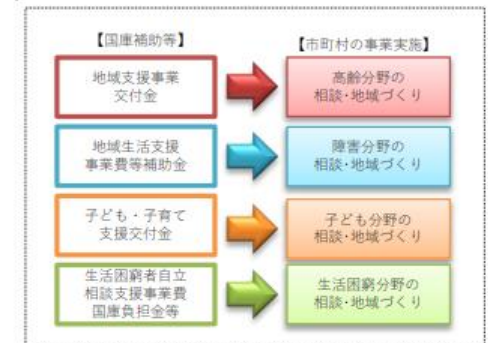 【国庫補助等】
【市町村の事業実施】
地域支援事業
交付金
高齢分野の
相談・地域づくり
地域生活支援
事業費等補助金
障害分野の
相談・地域づくり
子ども・子育て
支援交付金
子ども分野の
相談・地域づくり
生活困窮者自立
相談支援事業費
国庫負担金等
生活困窮分野の
相談・地域づくり